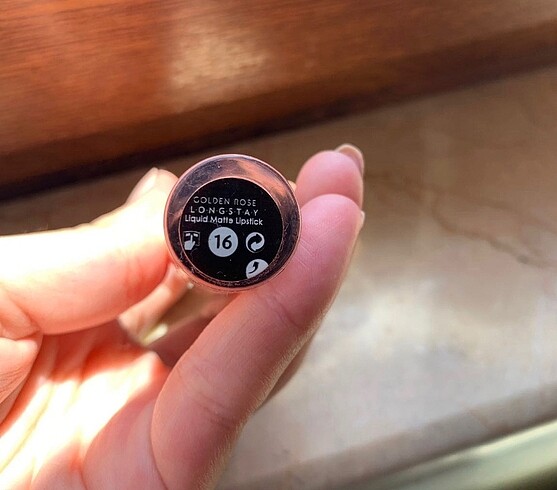 GOLDEN ROSE
LONGSTAY
Liquid Matte Lipstick
16